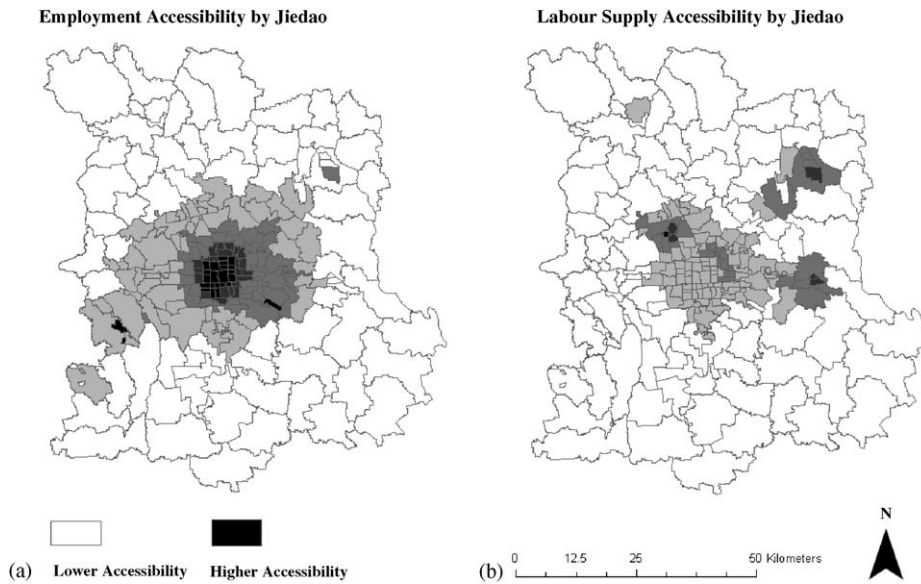 Employment Accessibility by Jiedao
Labour Supply Accessibility by Jiedao
(a)
Lower Accessibility
Higher Accessibility
(b)
0 12.5 25 50 Kilometers
N